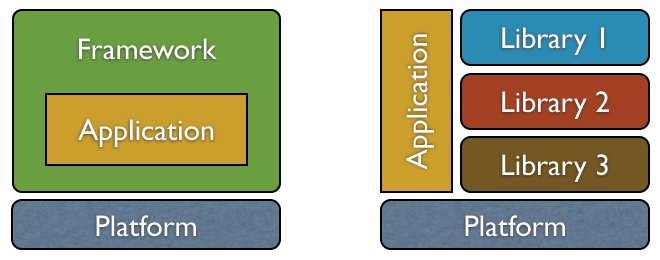 Framework
Application
Platform
Application
Library 1
Library 2
Library 3
Platform